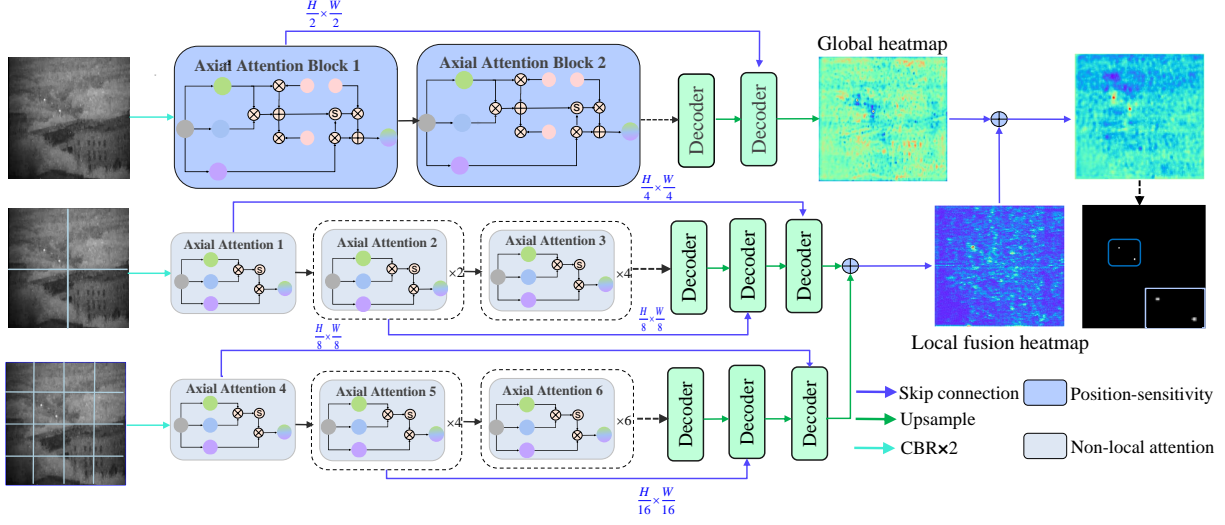 H/2 × W/2
Axial Attention Block 1
Axial Attention Block 2
S
S
Decoder
Decoder
Global heatmap
H/4 × W/4
Axial Attention 1
S
Axial Attention 2
S
×2
Axial Attention 3
S
×4
Decoder
Decoder
Decoder
H/8 × W/8
Local fusion heatmap
H/8 × W/8
Axial Attention 4
S
Axial Attention 5
S
×4
Axial Attention 6
S
×6
Decoder
Decoder
Decoder
H/16 × W/16
Skip connection
Upsample
CBR×2
Position-sensitivity
Non-local attention